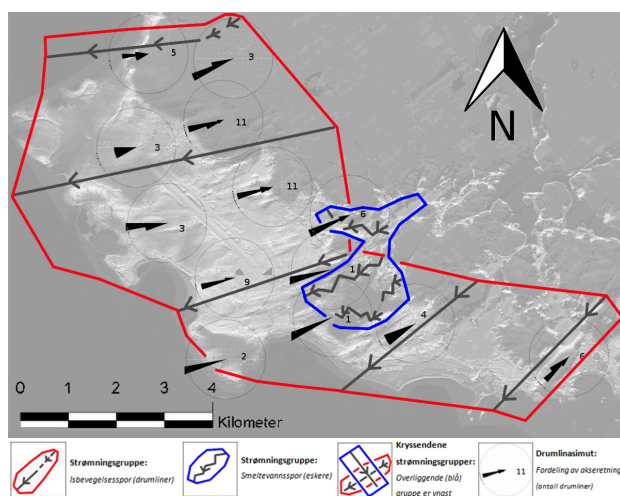 5
3
11
3
11
6
3
9
1
1
4
2
6
N
0 1 2 3 4
Kilometer
Strømningsgruppe:
Isbevegelsesspor (drumliner)
Strømningsgruppe:
Smeltevannsspor (eskere)
Kryssendene
strømningsgrupper:
Overliggende (blå)
gruppe er yngst
11
Drumlinasimut:
Fordeling av akseretning
(antall drumliner)